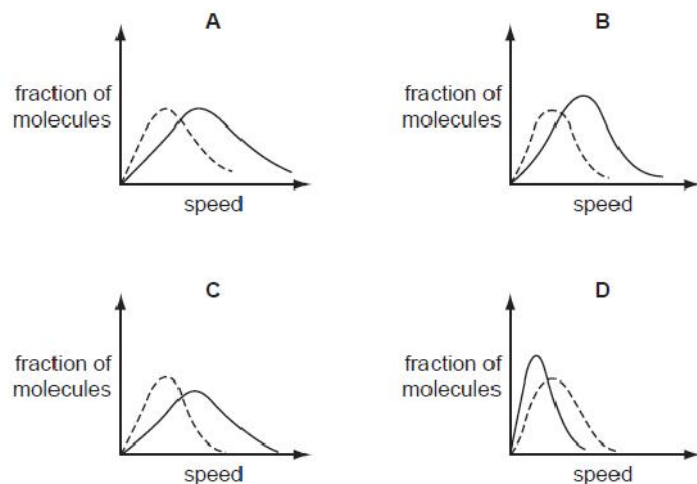 A
fraction of
molecules
speed
B
fraction of
molecules
speed
C
fraction of
molecules
speed
D
fraction of
molecules
speed